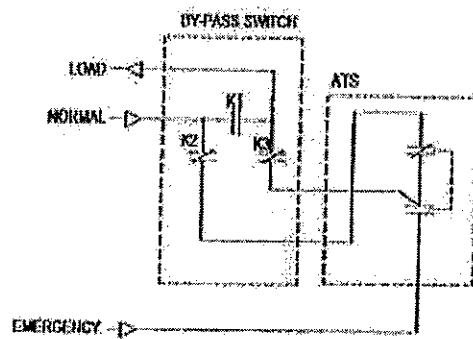 BY-PASS SWITCH
LOAD
ATS
K1
NORMAL
K2
K3
EMERGENCY